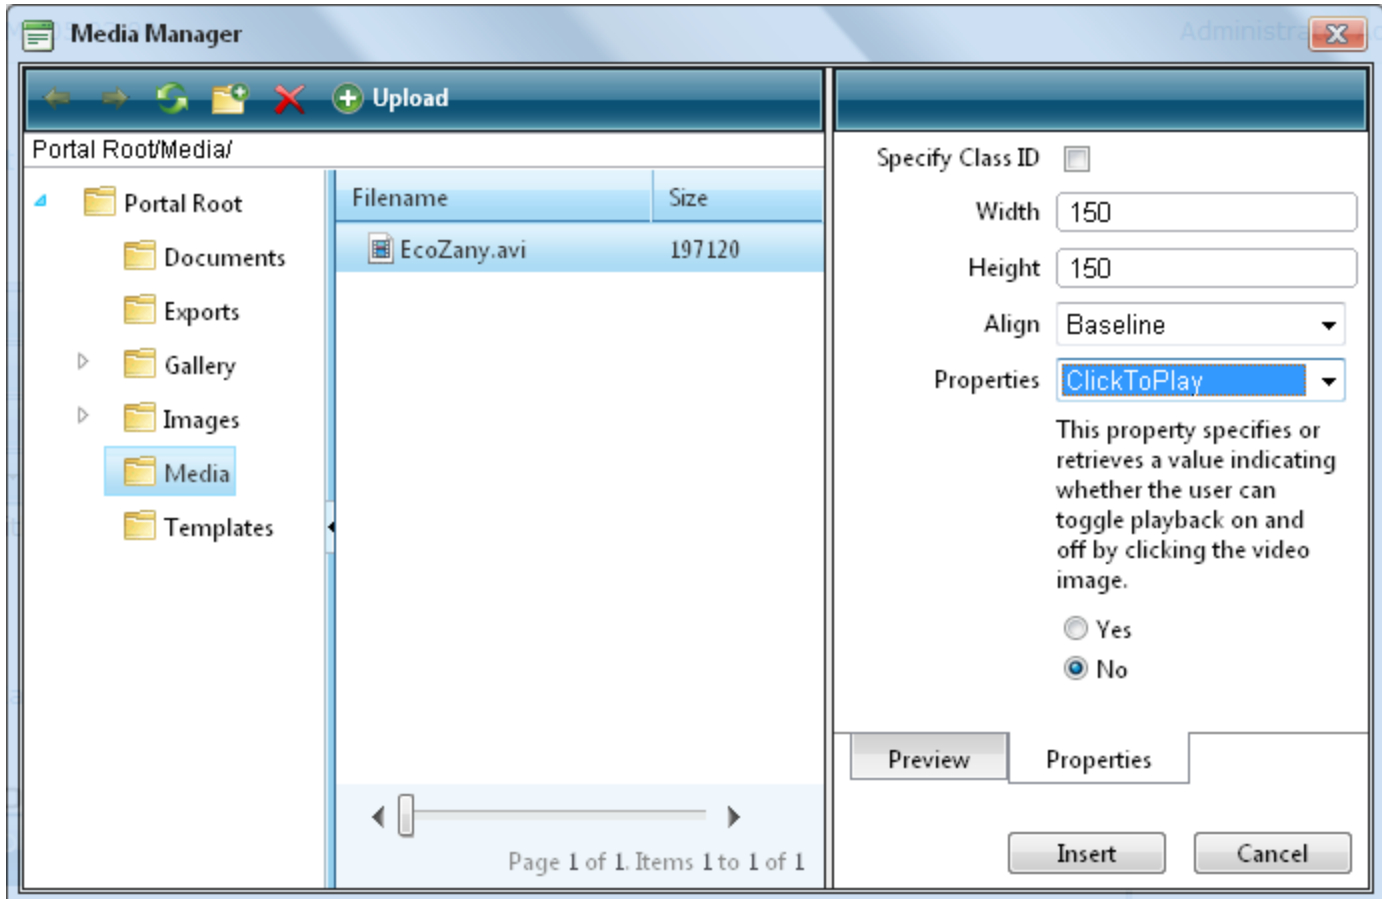 Media Manager
Upload
Portal Root/Media/
Portal Root
Documents
Exports
Gallery
Images
Media
Templates
Filename Size
EcoZany.avi 197120
Page 1 of 1. Items 1 to 1 of 1
Specify Class ID
Width 150
Height 150
Align Baseline
Properties ClickToPlay
This property specifies or
retrieves a value indicating
whether the user can
toggle playback on and
off by clicking the video
image.
Yes
No
Preview Properties
Insert Cancel